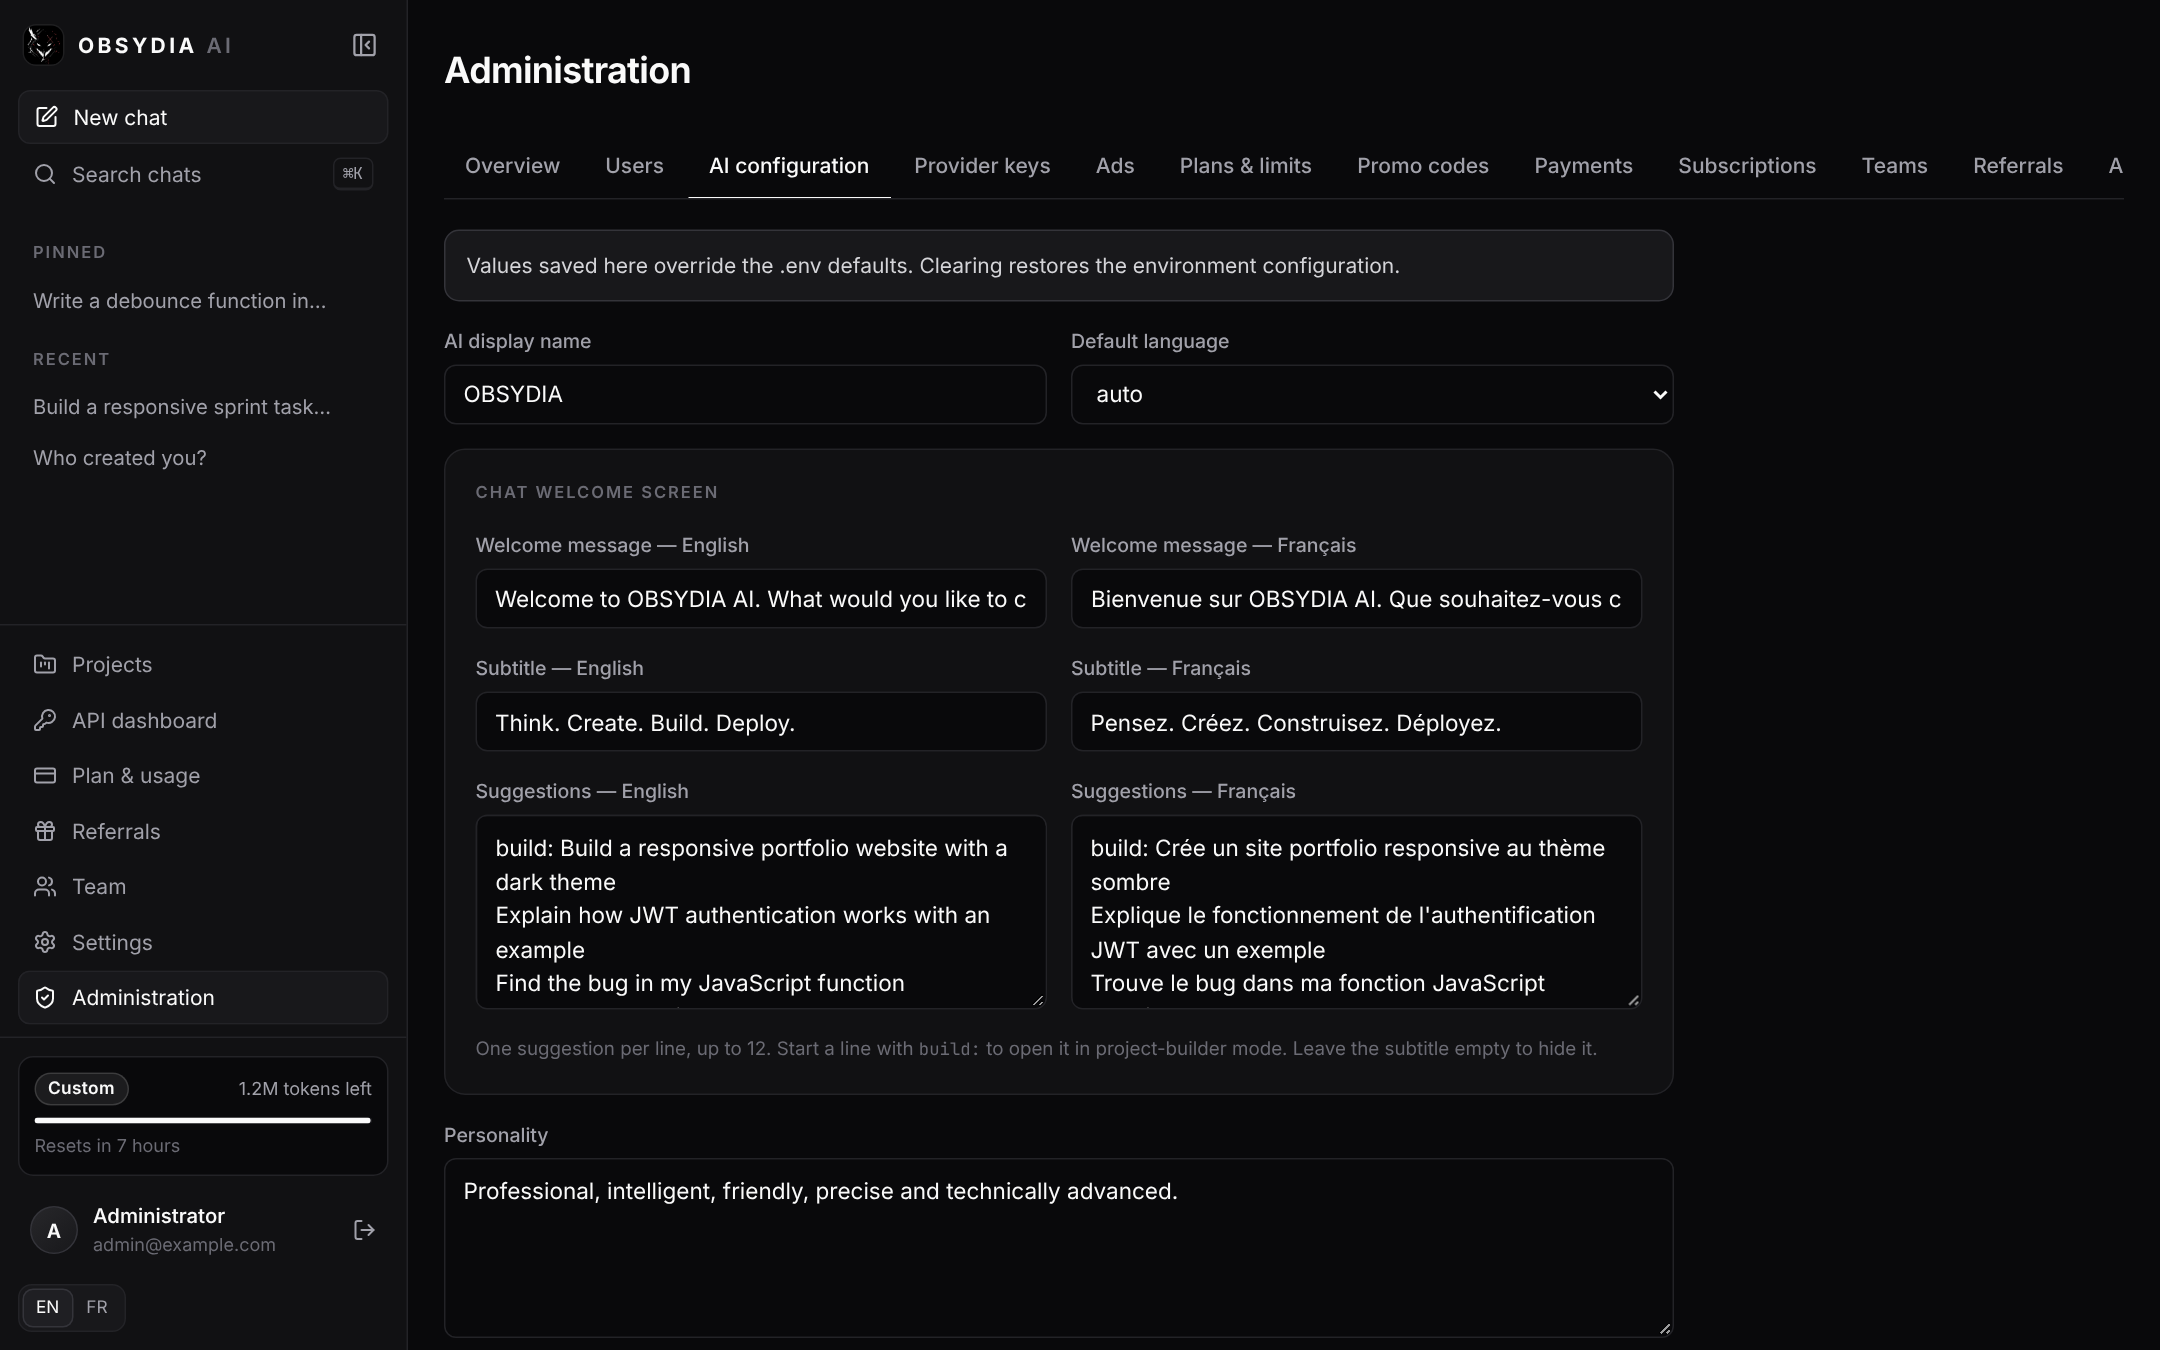 OBSYDIA AI
New chat
Search chats
⌘K
PINNED
Write a debounce function in...
RECENT
Build a responsive sprint task...
Who created you?
Projects
API dashboard
Plan & usage
Referrals
Team
Settings
Administration
Custom
1.2M tokens left
Resets in 7 hours
A
Administrator
admin@example.com
EN
FR
Administration
Overview
Users
AI configuration
Provider keys
Ads
Plans & limits
Promo codes
Payments
Subscriptions
Teams
Referrals
A
Values saved here override the .env defaults. Clearing restores the environment configuration.
AI display name
OBSYDIA
Default language
auto
CHAT WELCOME SCREEN
Welcome message — English
Welcome to OBSYDIA AI. What would you like to c
Welcome message — Français
Bienvenue sur OBSYDIA AI. Que souhaitez-vous c
Subtitle — English
Think. Create. Build. Deploy.
Subtitle — Français
Pensez. Créez. Construisez. Déployez.
Suggestions — English
build: Build a responsive portfolio website with a
dark theme
Explain how JWT authentication works with an
example
Find the bug in my JavaScript function
Suggestions — Français
build: Crée un site portfolio responsive au thème
sombre
Explique le fonctionnement de l'authentification
JWT avec un exemple
Trouve le bug dans ma fonction JavaScript
One suggestion per line, up to 12. Start a line with build: to open it in project-builder mode. Leave the subtitle empty to hide it.
Personality
Professional, intelligent, friendly, precise and technically advanced.